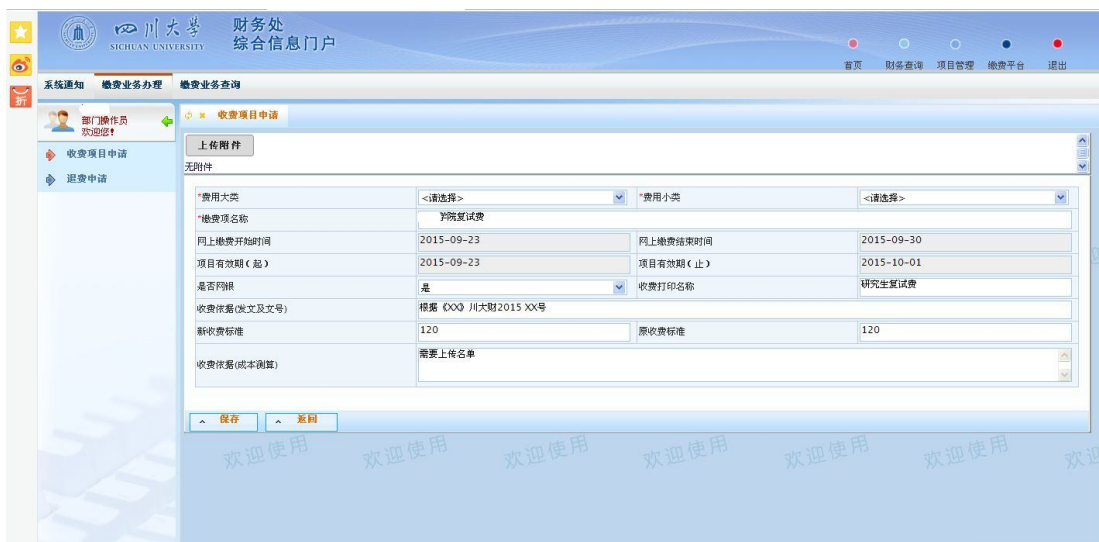 四川大学 财务处
SICHUAN UNIVERSITY 综合信息门户
首页 财务查询 项目管理 缴费平台 退出
系统通知 缴费业务办理 缴费业务查询
折
部门操作员
欢迎您!
收费项目申请
退费申请
收费项目申请
上传附件
无附件
*费用大类 <请选择> *费用小类 <请选择>
*缴费项名称 学院复试费
网上缴费开始时间 2015-09-23 网上缴费结束时间 2015-09-30
项目有效期(起) 2015-09-23 项目有效期(止) 2015-10-01
是否网银 是 收费打印名称 研究生复试费
收费依据(发文及文号) 根据《XX》川大财2015 XX号
新收费标准 120 原收费标准 120
收费依据(成本测算) 需要上传名单
保存 返回
欢迎使用 欢迎使用 欢迎使用 欢迎使用 欢迎使用 欢迎使用 欢迎